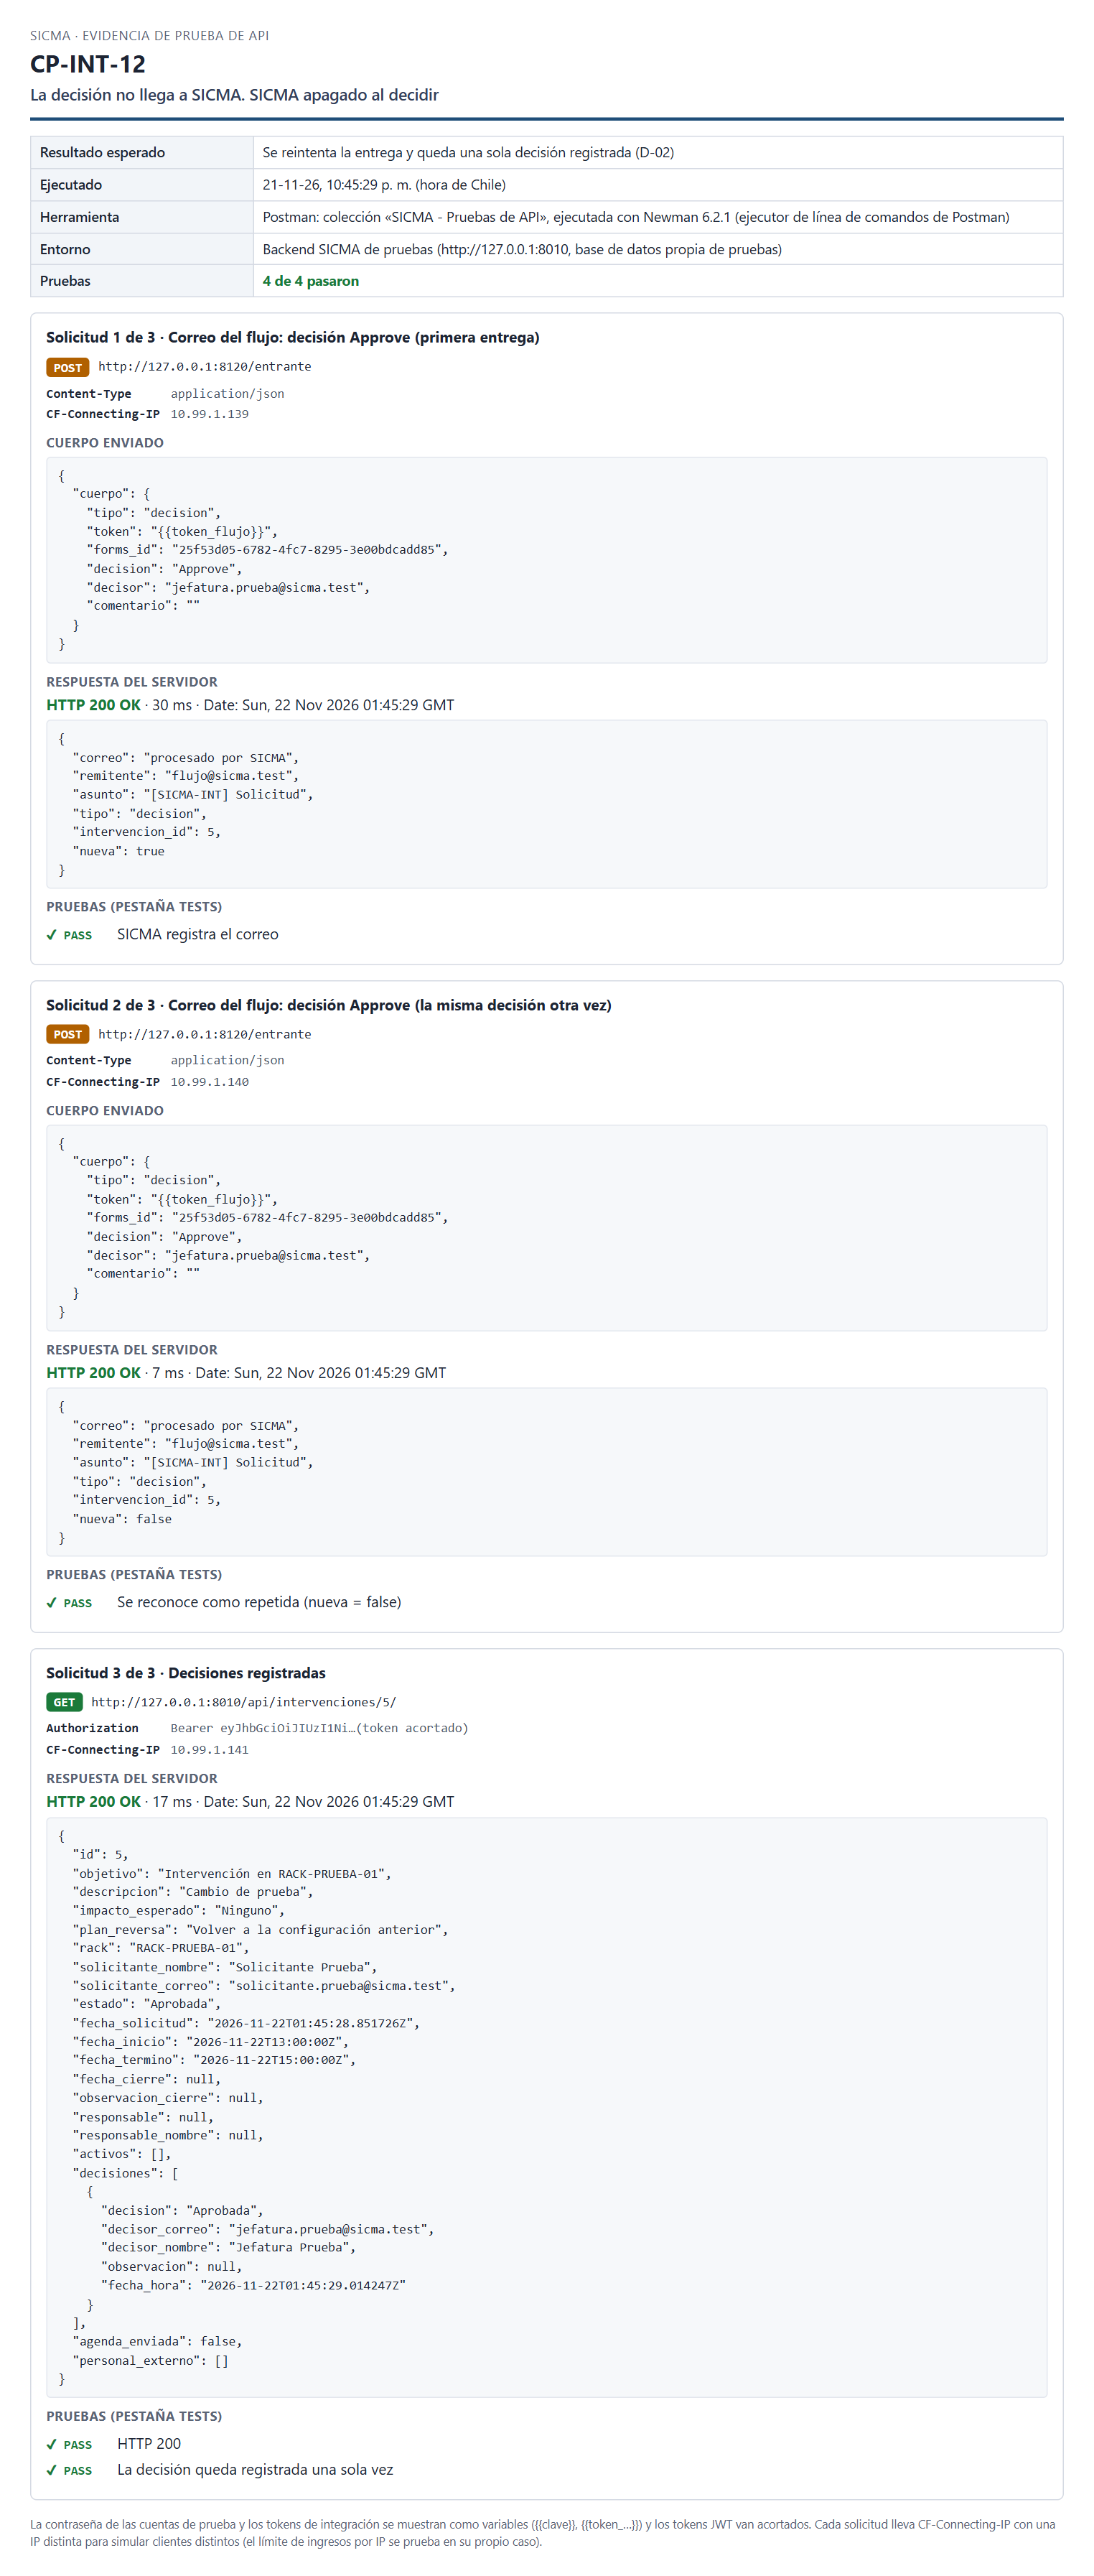 SICMA · EVIDENCIA DE PRUEBA DE API
CP-INT-12
La decisión no llega a SICMA. SICMA apagado al decidir
Resultado esperado Se reintenta la entrega y queda una sola decisión registrada (D-02)
Ejecutado 21-11-26, 10:45:29 p. m. (hora de Chile)
Herramienta Postman: colección «SICMA - Pruebas de API», ejecutada con Newman 6.2.1 (ejecutor de línea de comandos de Postman)
Entorno Backend SICMA de pruebas (http://127.0.0.1:8010, base de datos propia de pruebas)
Pruebas 4 de 4 pasaron
Solicitud 1 de 3 · Correo del flujo: decisión Approve (primera entrega)
POST http://127.0.0.1:8120/entrante
Content-Type application/json
CF-Connecting-IP 10.99.1.139
CUERPO ENVIADO
{
"cuerpo": {
"tipo": "decision",
"token": "{{token_flujo}}",
"forms_id": "25f53d05-6782-4fc7-8295-3e00bdcadd85",
"decision": "Approve",
"decisor": "jefatura.prueba@sicma.test",
"comentario": ""
}
}
RESPUESTA DEL SERVIDOR
HTTP 200 OK · 30 ms · Date: Sun, 22 Nov 2026 01:45:29 GMT
{
"correo": "procesado por SICMA",
"remitente": "flujo@sicma.test",
"asunto": "[SICMA-INT] Solicitud",
"tipo": "decision",
"intervencion_id": 5,
"nueva": true
}
PRUEBAS (PESTAÑA TESTS)
✓ PASS SICMA registra el correo
Solicitud 2 de 3 · Correo del flujo: decisión Approve (la misma decisión otra vez)
POST http://127.0.0.1:8120/entrante
Content-Type application/json
CF-Connecting-IP 10.99.1.140
CUERPO ENVIADO
{
"cuerpo": {
"tipo": "decision",
"token": "{{token_flujo}}",
"forms_id": "25f53d05-6782-4fc7-8295-3e00bdcadd85",
"decision": "Approve",
"decisor": "jefatura.prueba@sicma.test",
"comentario": ""
}
}
RESPUESTA DEL SERVIDOR
HTTP 200 OK · 7 ms · Date: Sun, 22 Nov 2026 01:45:29 GMT
{
"correo": "procesado por SICMA",
"remitente": "flujo@sicma.test",
"asunto": "[SICMA-INT] Solicitud",
"tipo": "decision",
"intervencion_id": 5,
"nueva": false
}
PRUEBAS (PESTAÑA TESTS)
✓ PASS Se reconoce como repetida (nueva = false)
Solicitud 3 de 3 · Decisiones registradas
GET http://127.0.0.1:8010/api/intervenciones/5/
Authorization Bearer eyJhbGciOiJIUzI1Ni…(token acortado)
CF-Connecting-IP 10.99.1.141
RESPUESTA DEL SERVIDOR
HTTP 200 OK · 17 ms · Date: Sun, 22 Nov 2026 01:45:29 GMT
{
"id": 5,
"objetivo": "Intervención en RACK-PRUEBA-01",
"descripcion": "Cambio de prueba",
"impacto_esperado": "Ninguno",
"plan_reversa": "Volver a la configuración anterior",
"rack": "RACK-PRUEBA-01",
"solicitante_nombre": "Solicitante Prueba",
"solicitante_correo": "solicitante.prueba@sicma.test",
"estado": "Aprobada",
"fecha_solicitud": "2026-11-22T01:45:28.851726Z",
"fecha_inicio": "2026-11-22T13:00:00Z",
"fecha_termino": "2026-11-22T15:00:00Z",
"fecha_cierre": null,
"observacion_cierre": null,
"responsable": null,
"responsable_nombre": null,
"activos": [],
"decisiones": [
{
"decision": "Aprobada",
"decisor_correo": "jefatura.prueba@sicma.test",
"decisor_nombre": "Jefatura Prueba",
"observacion": null,
"fecha_hora": "2026-11-22T01:45:29.014247Z"
}
],
"agenda_enviada": false,
"personal_externo": []
}
PRUEBAS (PESTAÑA TESTS)
✓ PASS HTTP 200
✓ PASS La decisión queda registrada una sola vez
La contraseña de las cuentas de prueba y los tokens de integración se muestran como variables ({{clave}}, {{token_…}}) y los tokens JWT van acortados. Cada solicitud lleva CF-Connecting-IP con una
IP distinta para simular clientes distintos (el límite de ingresos por IP se prueba en su propio caso).